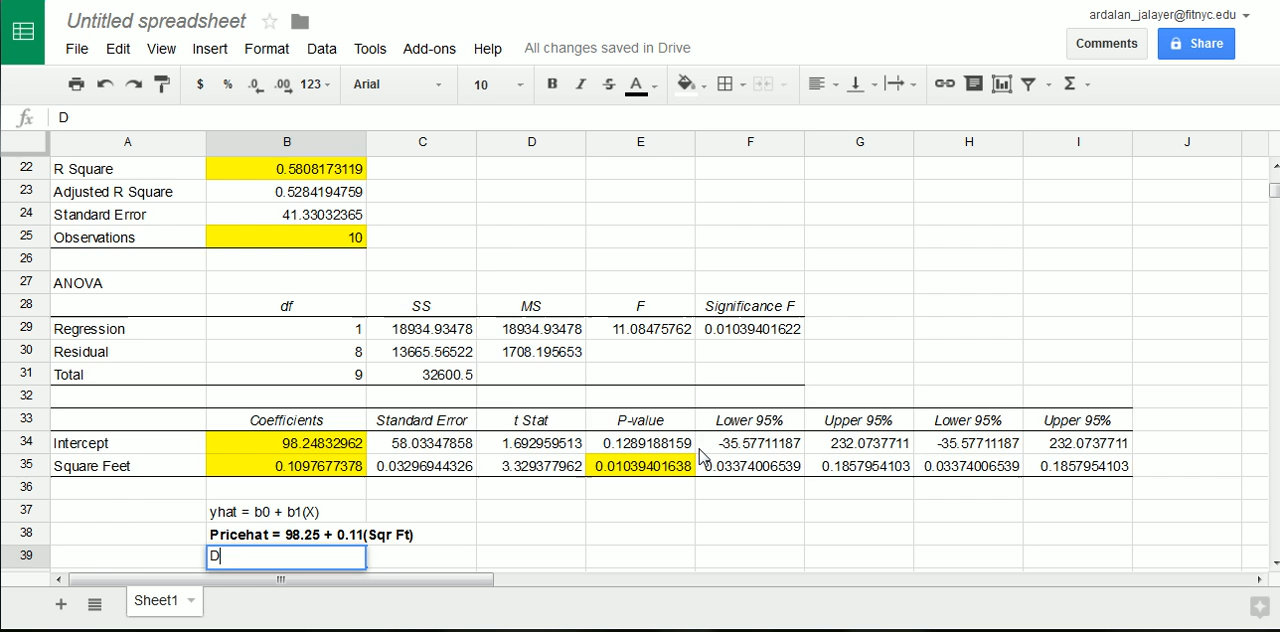 Untitled spreadsheet
ardalan_jalayer@fitnyc.edu
File Edit View Insert Format Data Tools Add-ons Help All changes saved in Drive
Comments Share
$ % .0 .00 123 Arial 10 B I S A Σ
fx D
A B C D E F G H I J
22 R Square 0.5808173119
23 Adjusted R Square 0.5284194759
24 Standard Error 41.33032365
25 Observations 10
26
27 ANOVA
28 df SS MS F Significance F
29 Regression 1 18934.93478 18934.93478 11.08475762 0.01039401622
30 Residual 8 13665.56522 1708.195653
31 Total 9 32600.5
32
33 Coefficients Standard Error t Stat P-value Lower 95% Upper 95% Lower 95% Upper 95%
34 Intercept 98.24832962 58.03347858 1.692959513 0.1289188159 -35.57711187 232.0737711 -35.57711187 232.0737711
35 Square Feet 0.1097677378 0.03296944326 3.329377962 0.01039401638 0.03374006539 0.1857954103 0.03374006539 0.1857954103
36
37 yhat = b0 + b1(X)
38 Pricehat = 98.25 + 0.11(Sqr Ft)
39 D
Sheet1